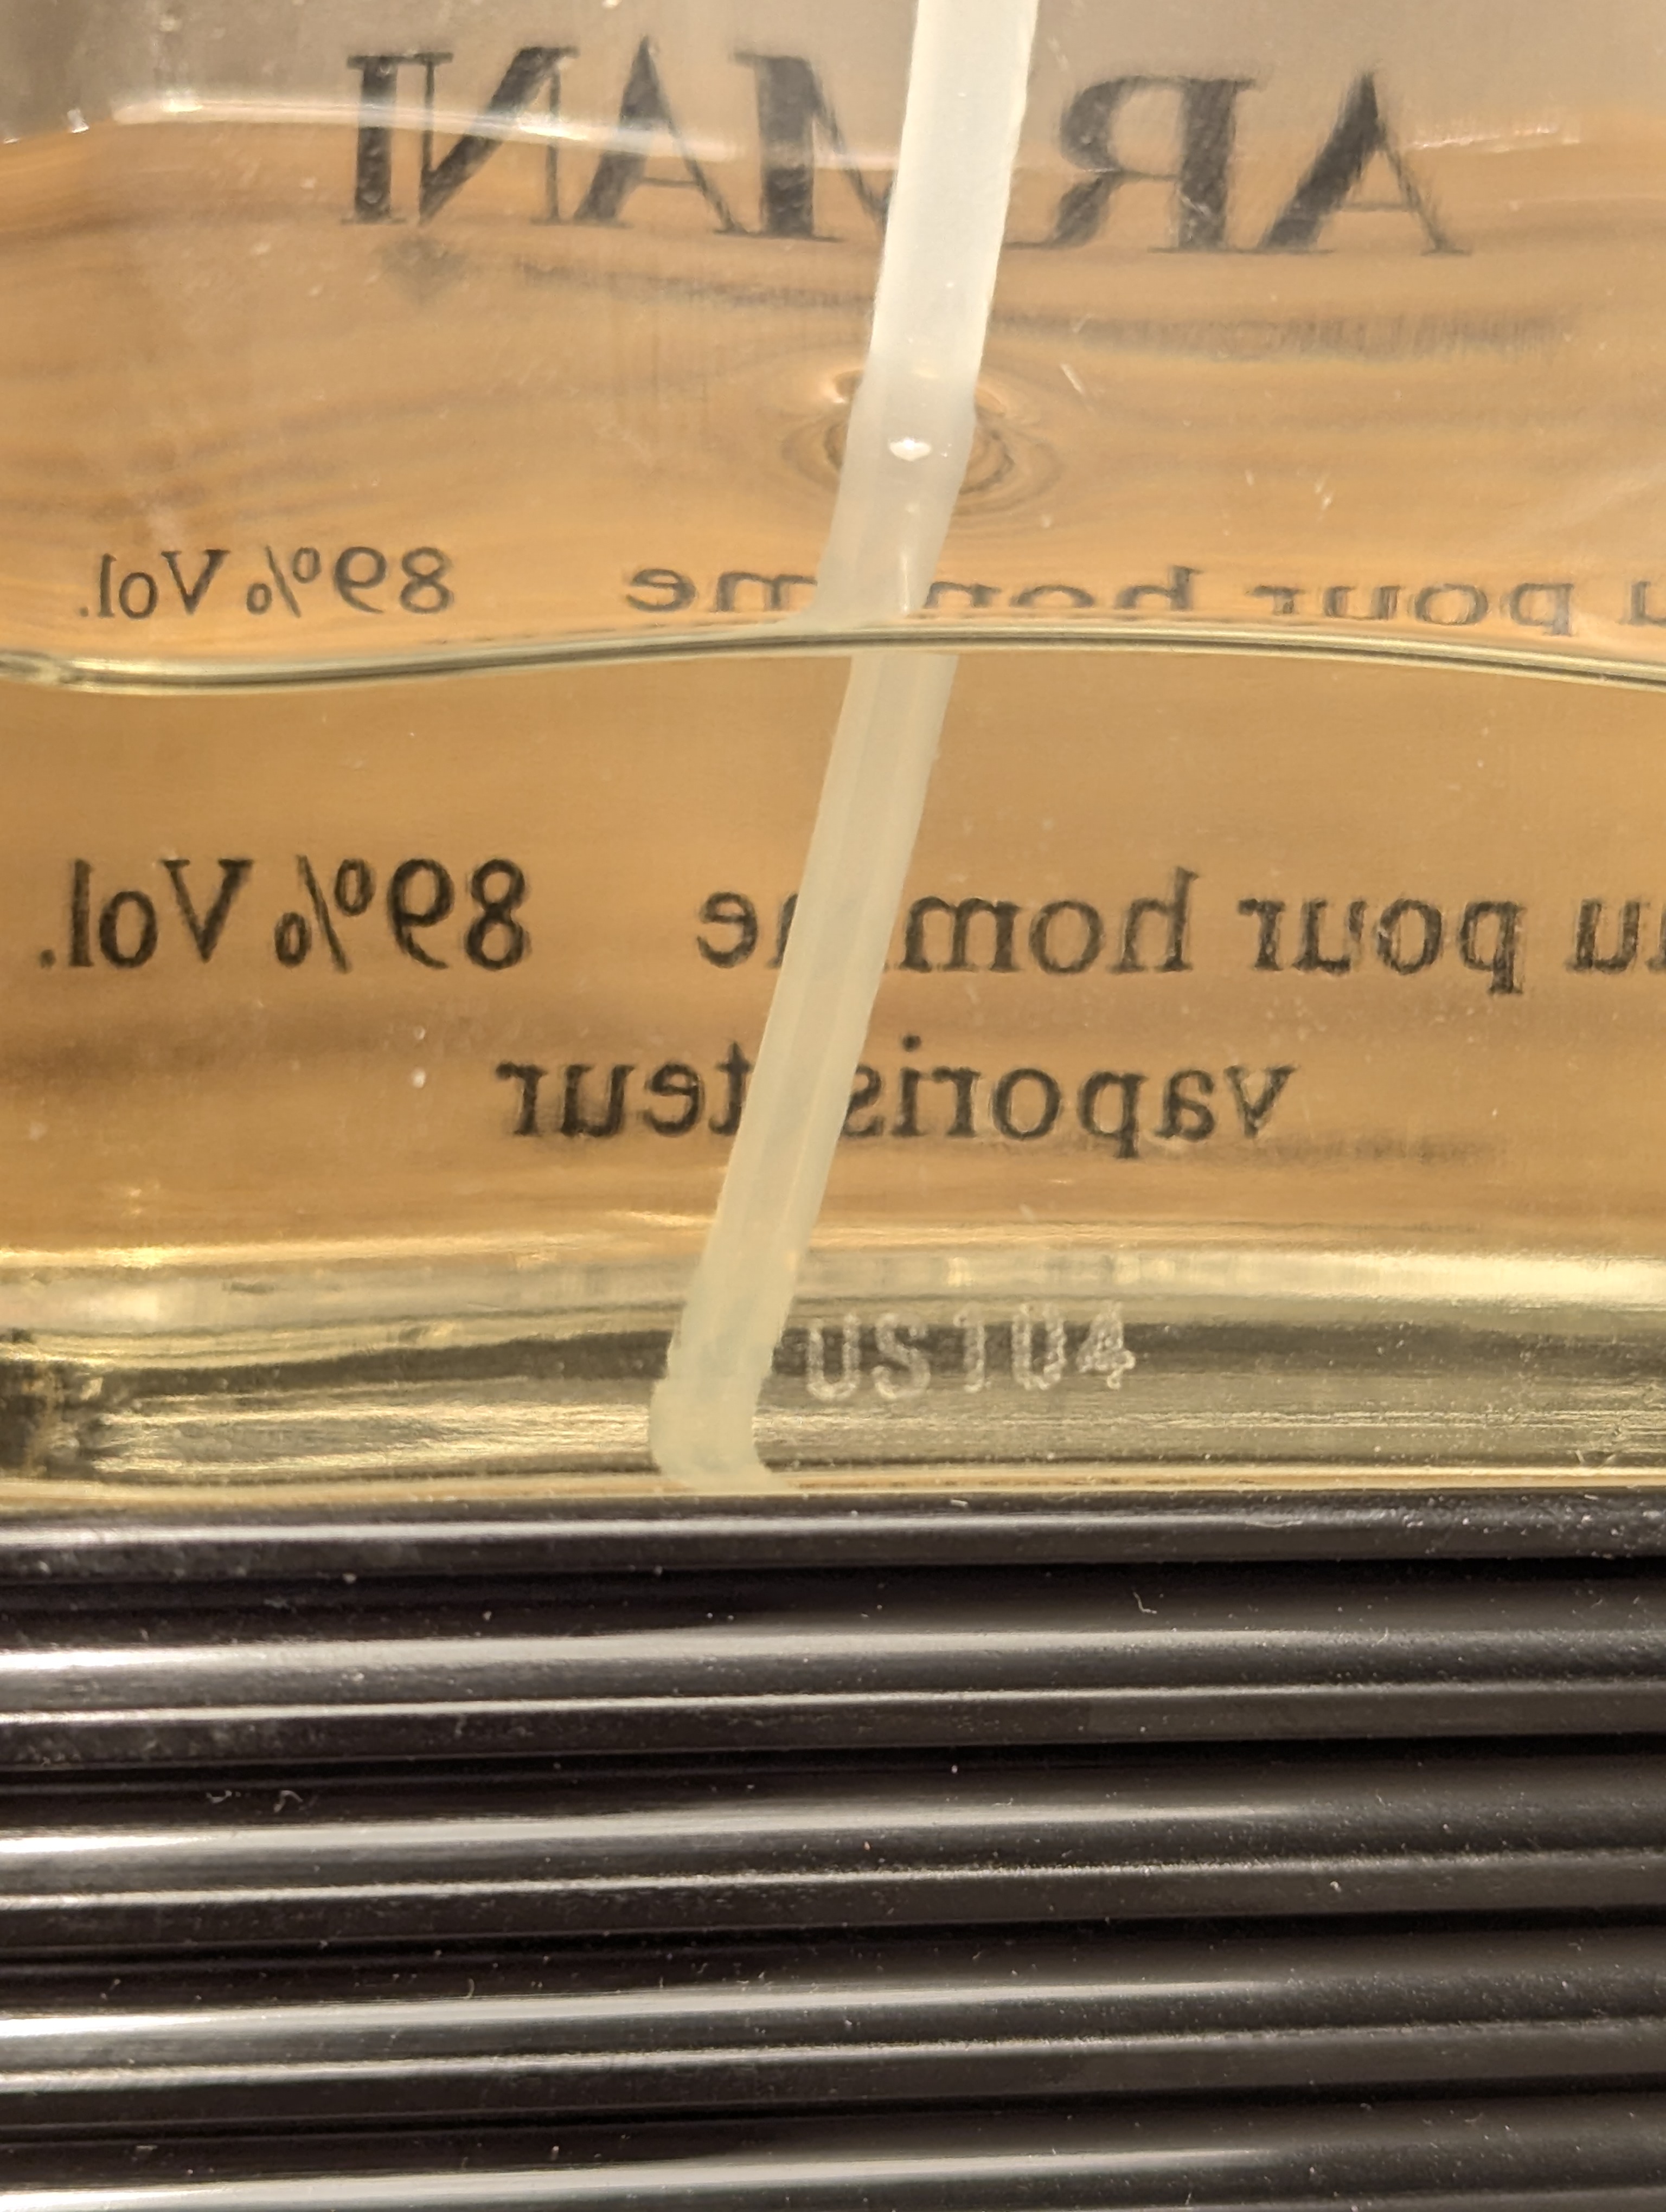 ARMANI
u pour homme 89% Vol.
u pour homme 89% Vol.
vaporisateur
US104